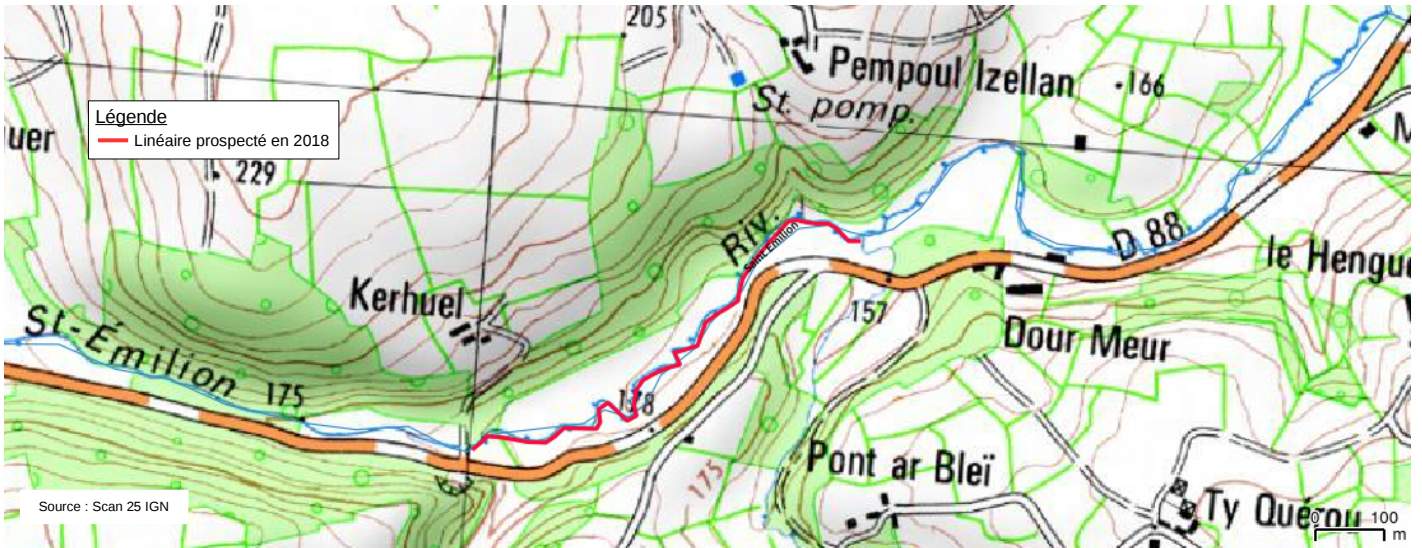 205
Pempoul Izellan
166
St. pomp.
Légende
Linéaire prospecté en 2018
uer
229
Riv.
Saint Emilion
D 88
le Hengue
M
Kerhuel
St-Émilion
175
178
157
Dour Meur
175
Pont ar Bleï
Ty Quérou
Source : Scan 25 IGN
0 100
m